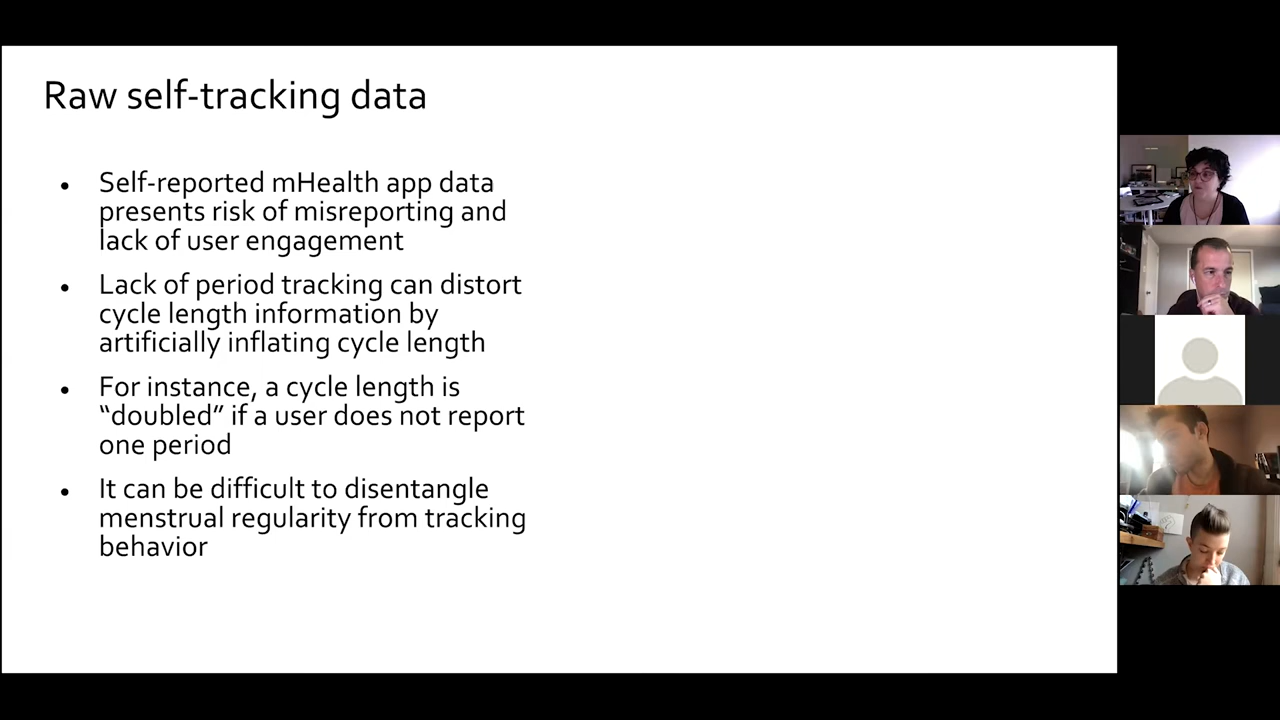 Raw self-tracking data
• Self-reported mHealth app data
presents risk of misreporting and
lack of user engagement
• Lack of period tracking can distort
cycle length information by
artificially inflating cycle length
• For instance, a cycle length is
“doubled” if a user does not report
one period
• It can be difficult to disentangle
menstrual regularity from tracking
behavior